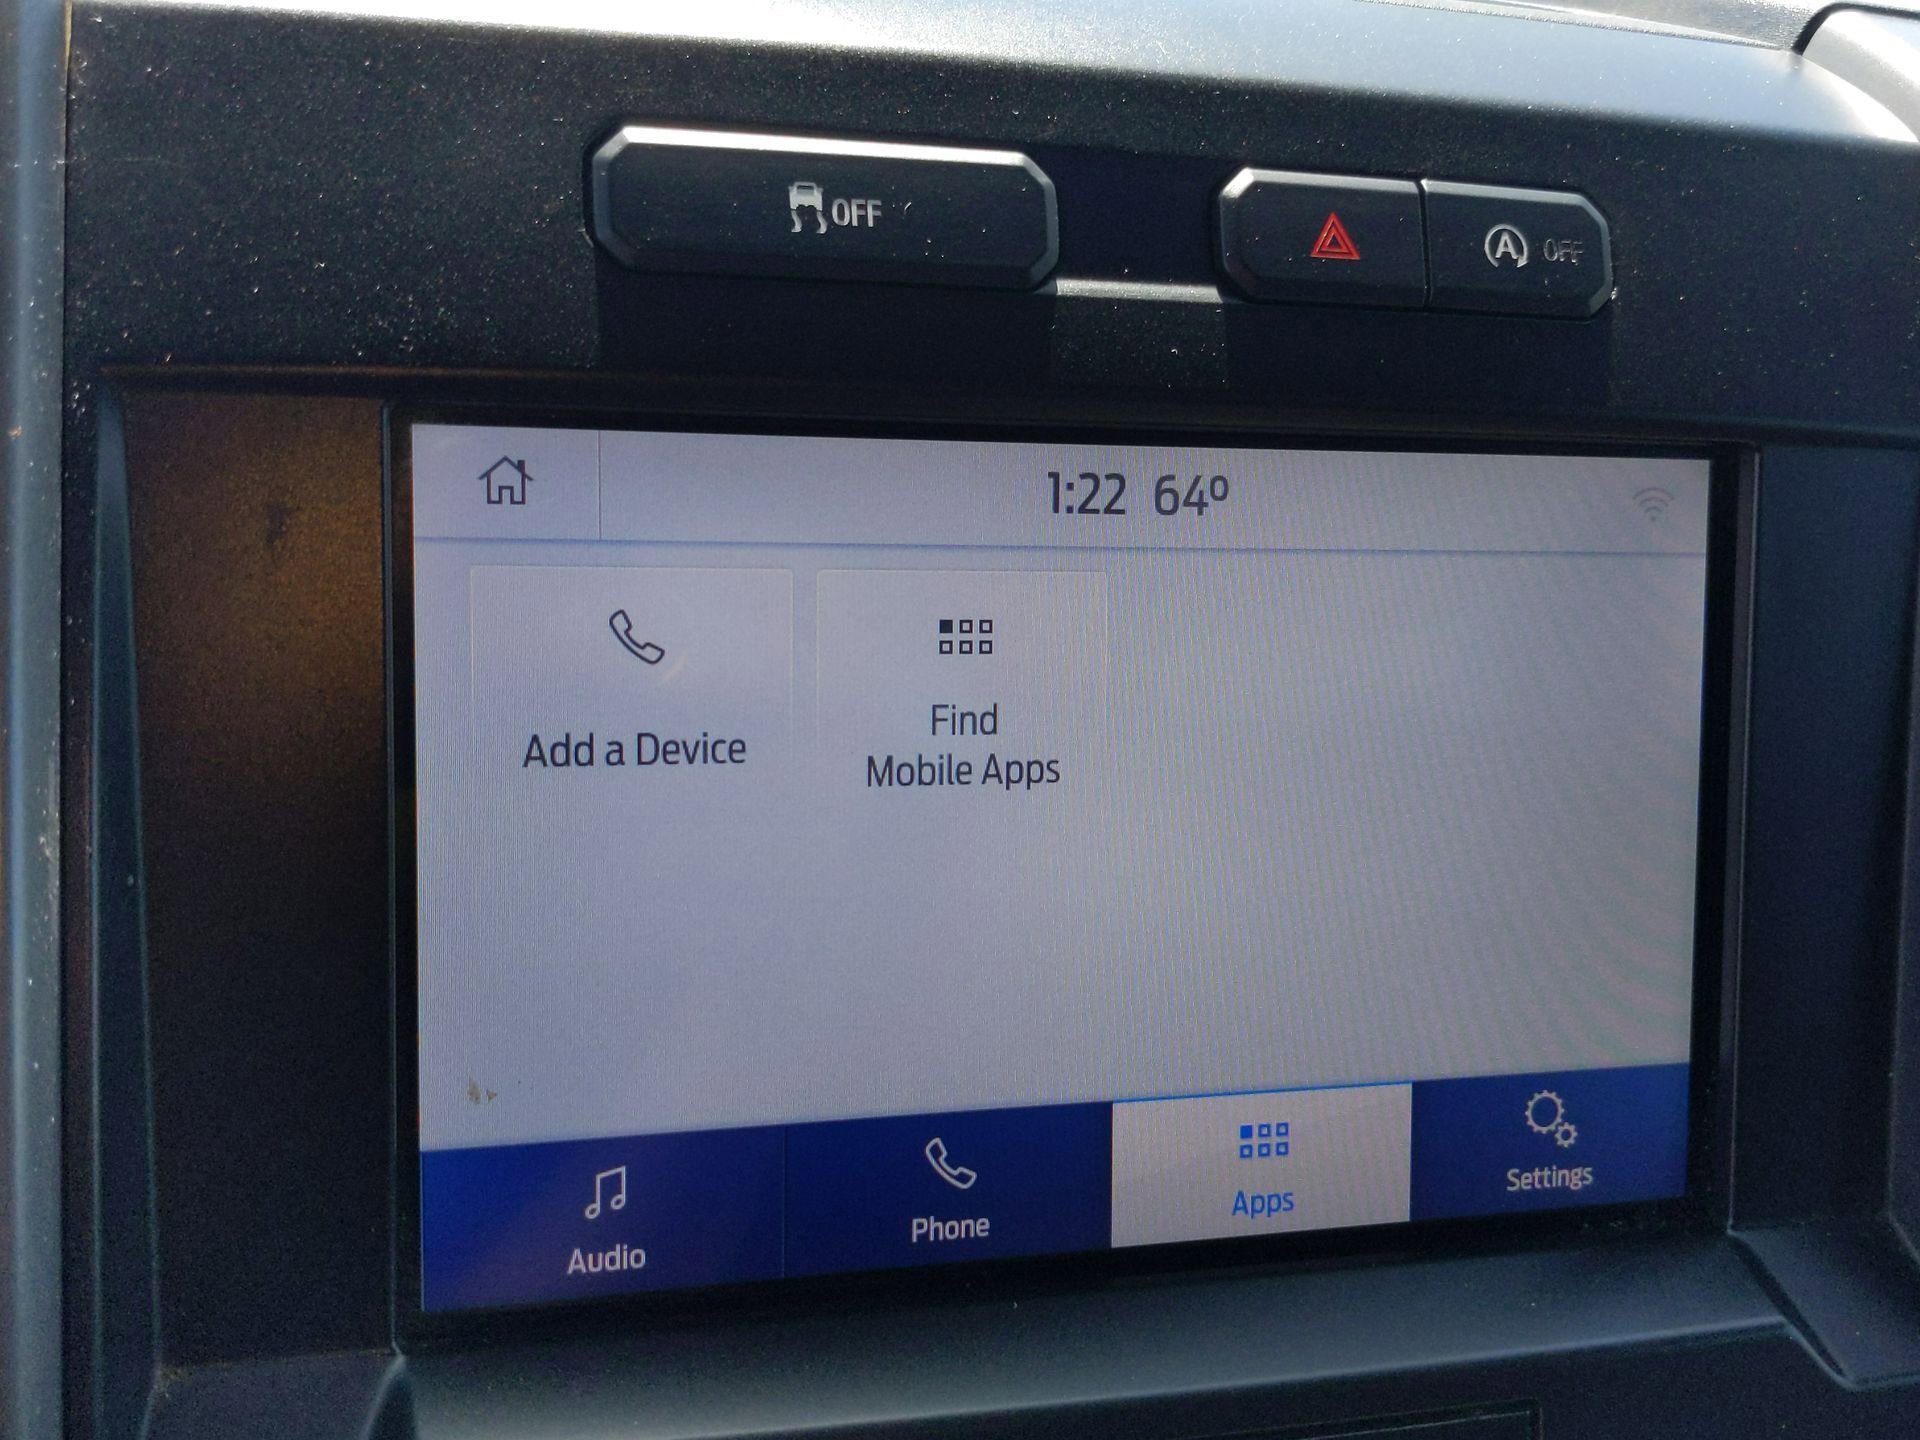 OFF
A OFF
1:22 64º
Add a Device
Find
Mobile Apps
Audio
Phone
Apps
Settings